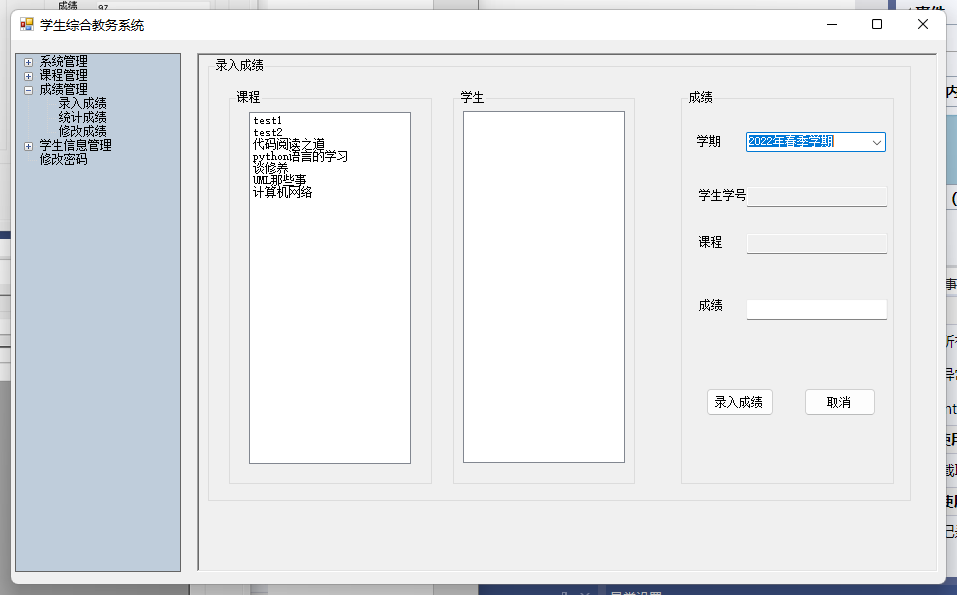 成绩
97
事件
学生综合教务系统
系统管理
课程管理
成绩管理
录入成绩
统计成绩
修改成绩
学生信息管理
修改密码
录入成绩
课程
test1
test2
代码阅读之道
python语言的学习
谈修养
UML那些事
计算机网络
学生
成绩
学期
2022年春季学期
学生学号
课程
成绩
录入成绩
取消